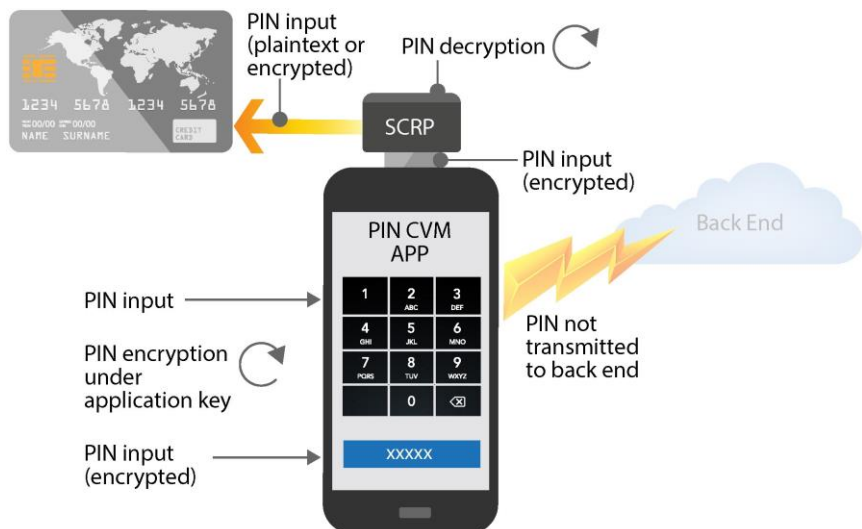 PIN input
(plaintext or
encrypted)
PIN decryption
1234 5678 1234 5678
00/00 00/00
NAME SURNAME
CREDIT
CARD
SCRP
PIN input
(encrypted)
Back End
PIN CVM
APP
1 2 3
ABC DEF
4 5 6
GHI JKL MNO
7 8 9
PQRS TUV WXYZ
0
XXXXX
PIN input
PIN encryption
under
application key
PIN input
(encrypted)
PIN not
transmitted
to back end